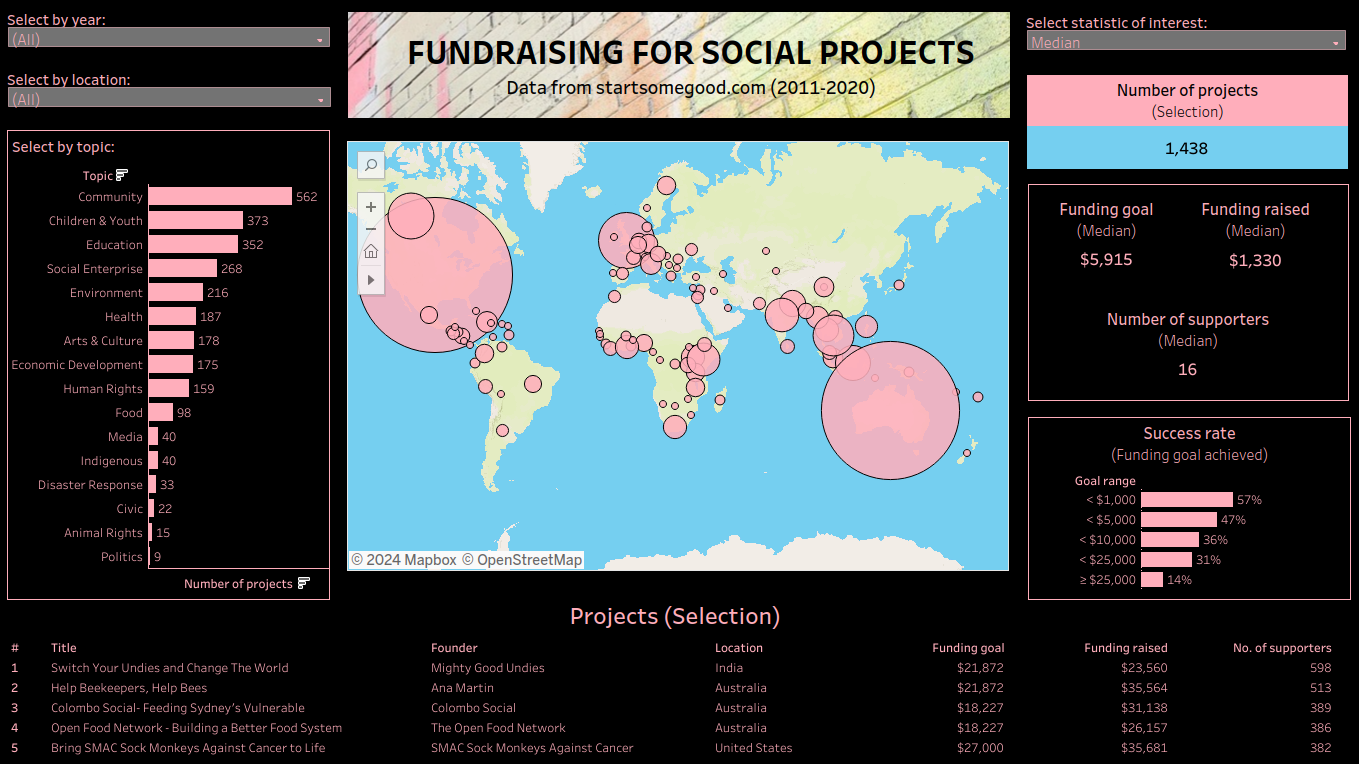 Select by year:
(All)
Select by location:
(All)
FUNDRAISING FOR SOCIAL PROJECTS
Data from startsomegood.com (2011-2020)
Select statistic of interest:
Median
Select by topic:
Topic
Community 562
Children & Youth 373
Education 352
Social Enterprise 268
Environment 216
Health 187
Arts & Culture 178
Economic Development 175
Human Rights 159
Food 98
Media 40
Indigenous 40
Disaster Response 33
Civic 22
Animal Rights 15
Politics 9
Number of projects
© 2024 Mapbox © OpenStreetMap
Number of projects
(Selection)
1,438
Funding goal Funding raised
(Median) (Median)
$5,915 $1,330
Number of supporters
(Median)
16
Success rate
(Funding goal achieved)
Goal range
< $1,000 57%
< $5,000 47%
< $10,000 36%
< $25,000 31%
≥ $25,000 14%
Projects (Selection)
# Title Founder Location Funding goal Funding raised No. of supporters
1 Switch Your Undies and Change The World Mighty Good Undies India $21,872 $23,560 598
2 Help Beekepers, Help Bees Ana Martin Australia $21,872 $35,564 513
3 Colombo Social- Feeding Sydney's Vulnerable Colombo Social Australia $18,227 $31,138 389
4 Open Food Network - Building a Better Food System The Open Food Network Australia $18,227 $26,157 386
5 Bring SMAC Sock Monkeys Against Cancer to Life SMAC Sock Monkeys Against Cancer United States $27,000 $35,681 382